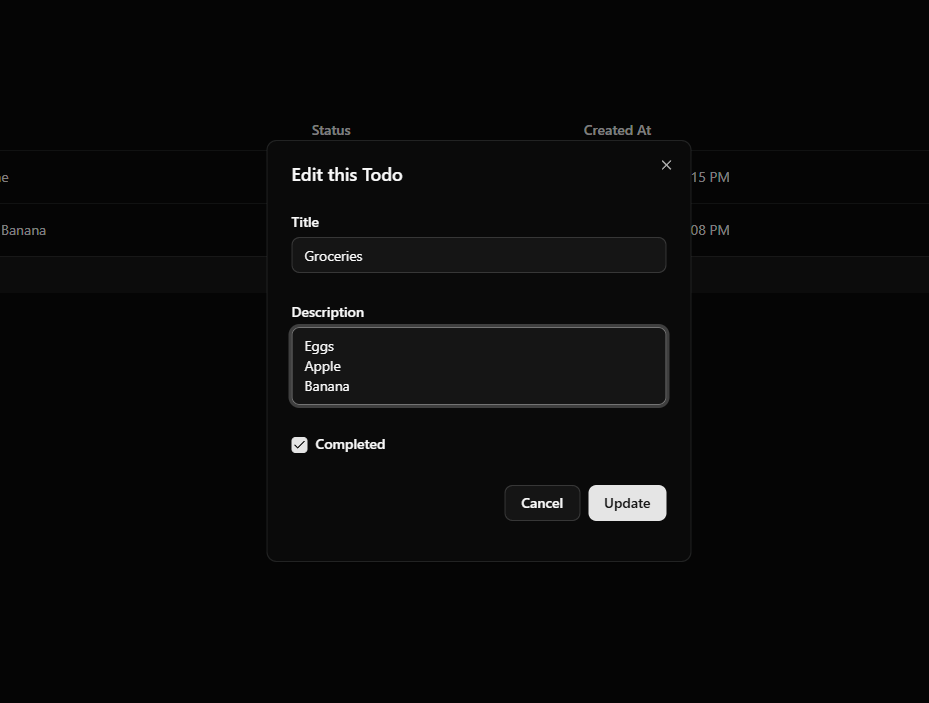 Status
Created At
Edit this Todo
15 PM
Title
Banana
08 PM
Groceries
Description
Eggs
Apple
Banana
Completed
Cancel
Update